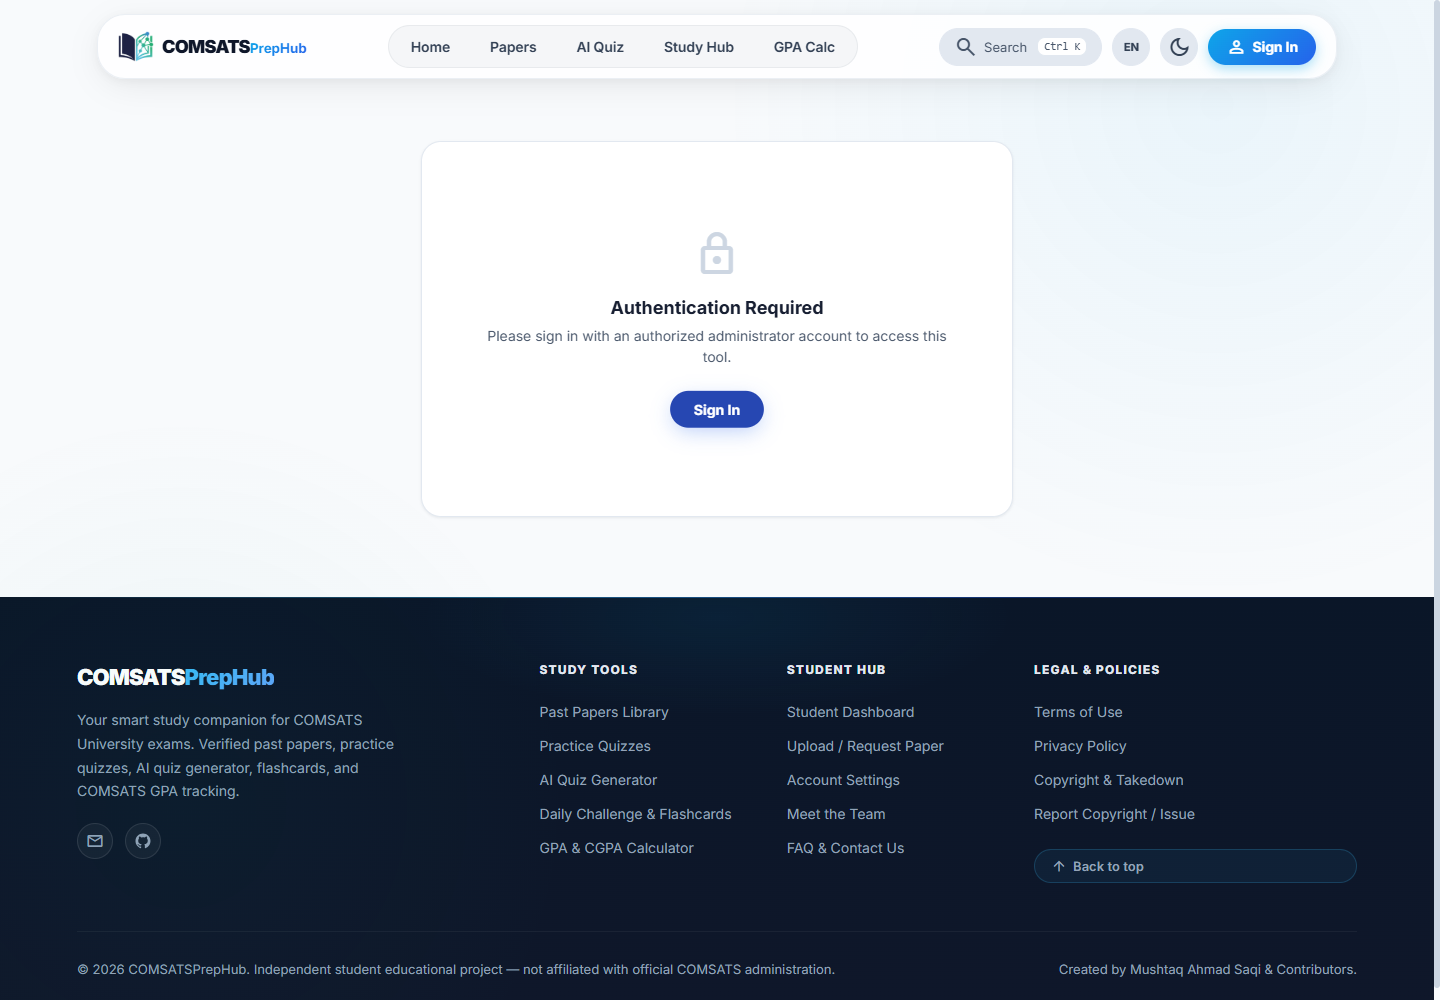 COMSATSPrepHub
Home
Papers
AI Quiz
Study Hub
GPA Calc
Search
Ctrl K
EN
Sign In
Authentication Required
Please sign in with an authorized administrator account to access this
tool.
Sign In
COMSATSPrepHub
Your smart study companion for COMSATS
University exams. Verified past papers, practice
quizzes, AI quiz generator, flashcards, and
COMSATS GPA tracking.
STUDY TOOLS
Past Papers Library
Practice Quizzes
AI Quiz Generator
Daily Challenge & Flashcards
GPA & CGPA Calculator
STUDENT HUB
Student Dashboard
Upload / Request Paper
Account Settings
Meet the Team
FAQ & Contact Us
LEGAL & POLICIES
Terms of Use
Privacy Policy
Copyright & Takedown
Report Copyright / Issue
Back to top
© 2026 COMSATSPrepHub. Independent student educational project — not affiliated with official COMSATS administration.
Created by Mushtaq Ahmad Saqi & Contributors.